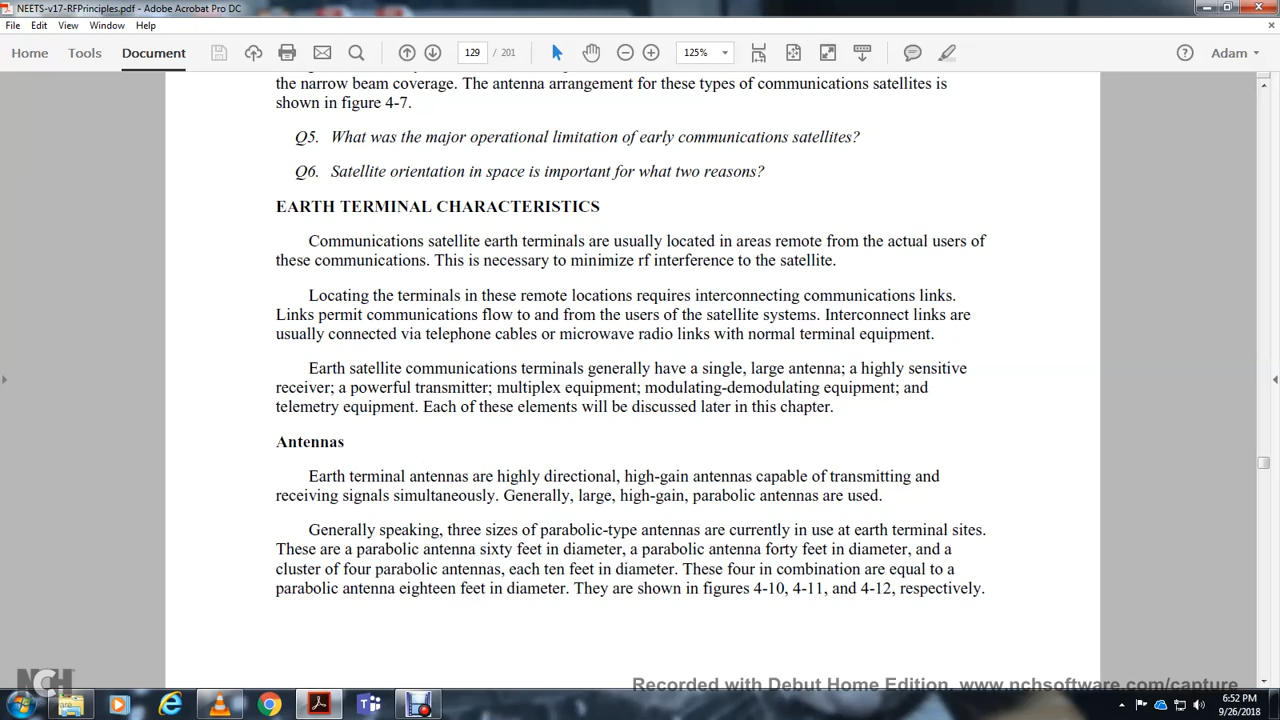 NEETS-v17-RFPrinciples.pdf - Adobe Acrobat Pro DC
File Edit View Window Help
Home Tools Document 129 / 201 125% Adam
the narrow beam coverage. The antenna arrangement for these types of communications satellites is
shown in figure 4-7.
Q5. What was the major operational limitation of early communications satellites?
Q6. Satellite orientation in space is important for what two reasons?
EARTH TERMINAL CHARACTERISTICS
Communications satellite earth terminals are usually located in areas remote from the actual users of
these communications. This is necessary to minimize rf interference to the satellite.
Locating the terminals in these remote locations requires interconnecting communications links.
Links permit communications flow to and from the users of the satellite systems. Interconnect links are
usually connected via telephone cables or microwave radio links with normal terminal equipment.
Earth satellite communications terminals generally have a single, large antenna; a highly sensitive
receiver; a powerful transmitter; multiplex equipment; modulating-demodulating equipment; and
telemetry equipment. Each of these elements will be discussed later in this chapter.
Antennas
Earth terminal antennas are highly directional, high-gain antennas capable of transmitting and
receiving signals simultaneously. Generally, large, high-gain, parabolic antennas are used.
Generally speaking, three sizes of parabolic-type antennas are currently in use at earth terminal sites.
These are a parabolic antenna sixty feet in diameter, a parabolic antenna forty feet in diameter, and a
cluster of four parabolic antennas, each ten feet in diameter. These four in combination are equal to a
parabolic antenna eighteen feet in diameter. They are shown in figures 4-10, 4-11, and 4-12, respectively.
NCH
Recorded with Debut Home Edition. www.nchsoftware.com/capture
6:52 PM
9/26/2018